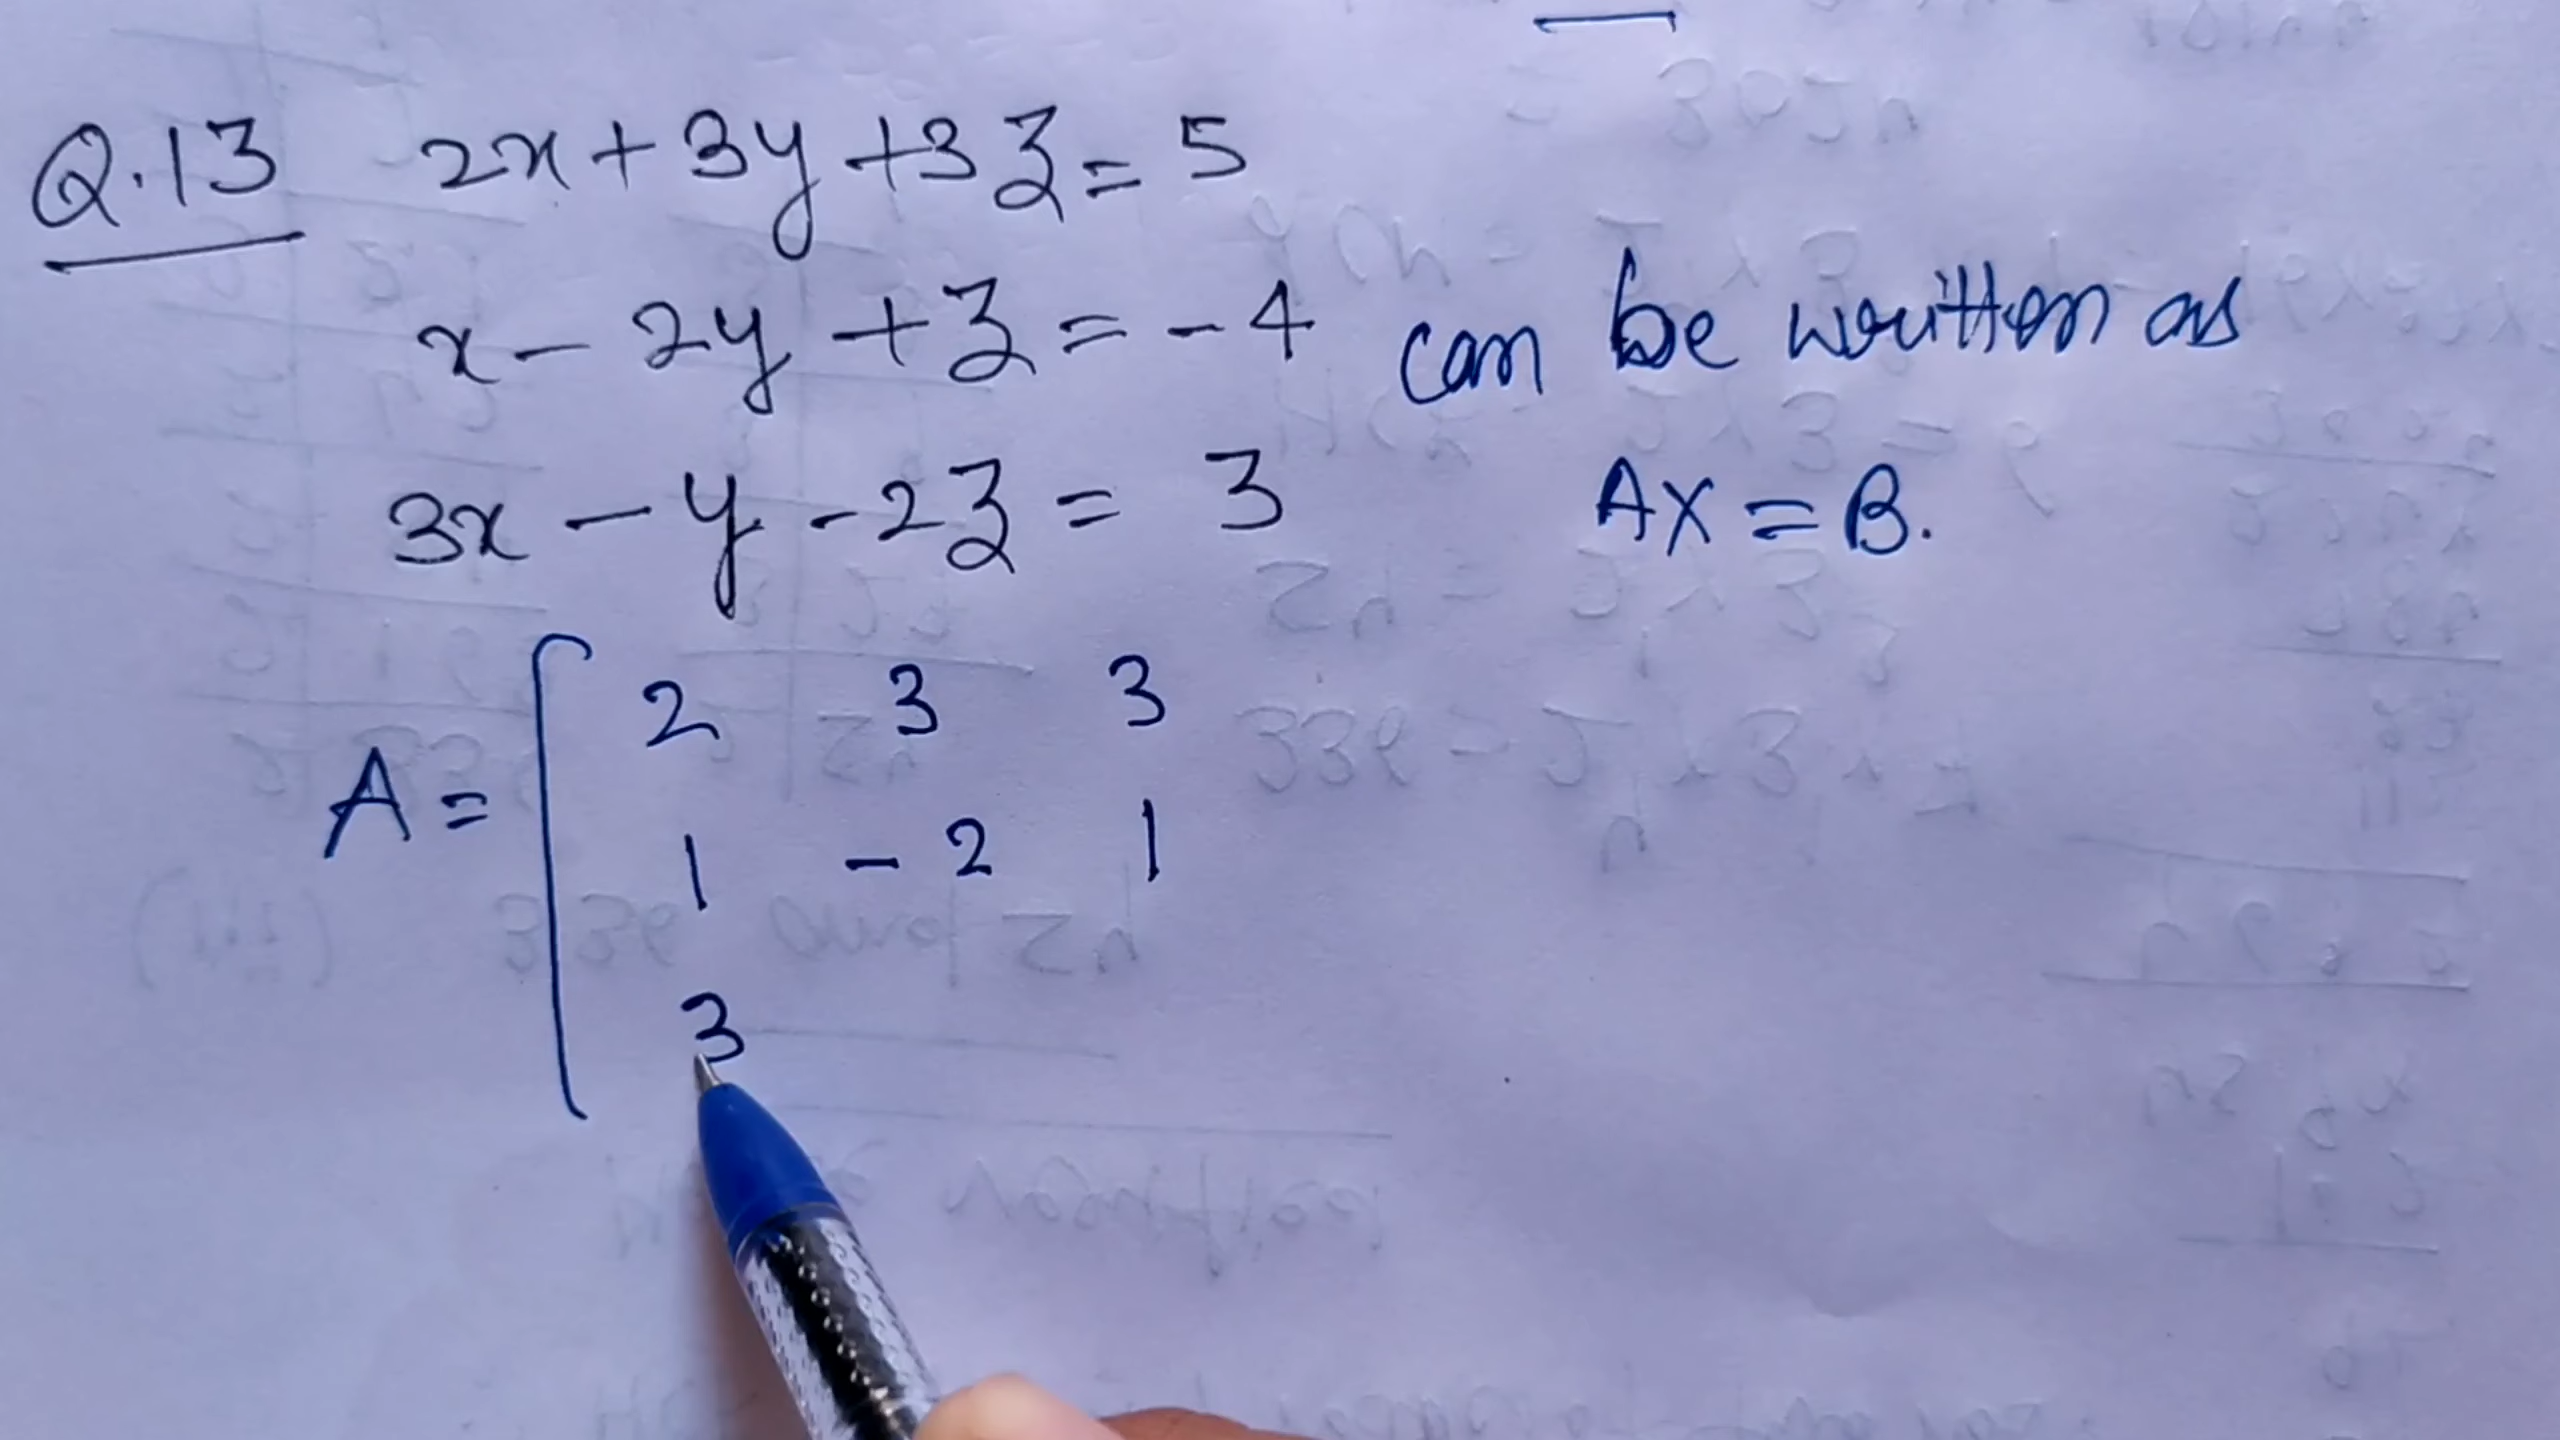 Q.13 2x + 3y + 3z = 5
x - 2y + z = -4 can be written as
3x - y - 2z = 3 AX = B.
2 3 3
A = [ 1 -2 1
3